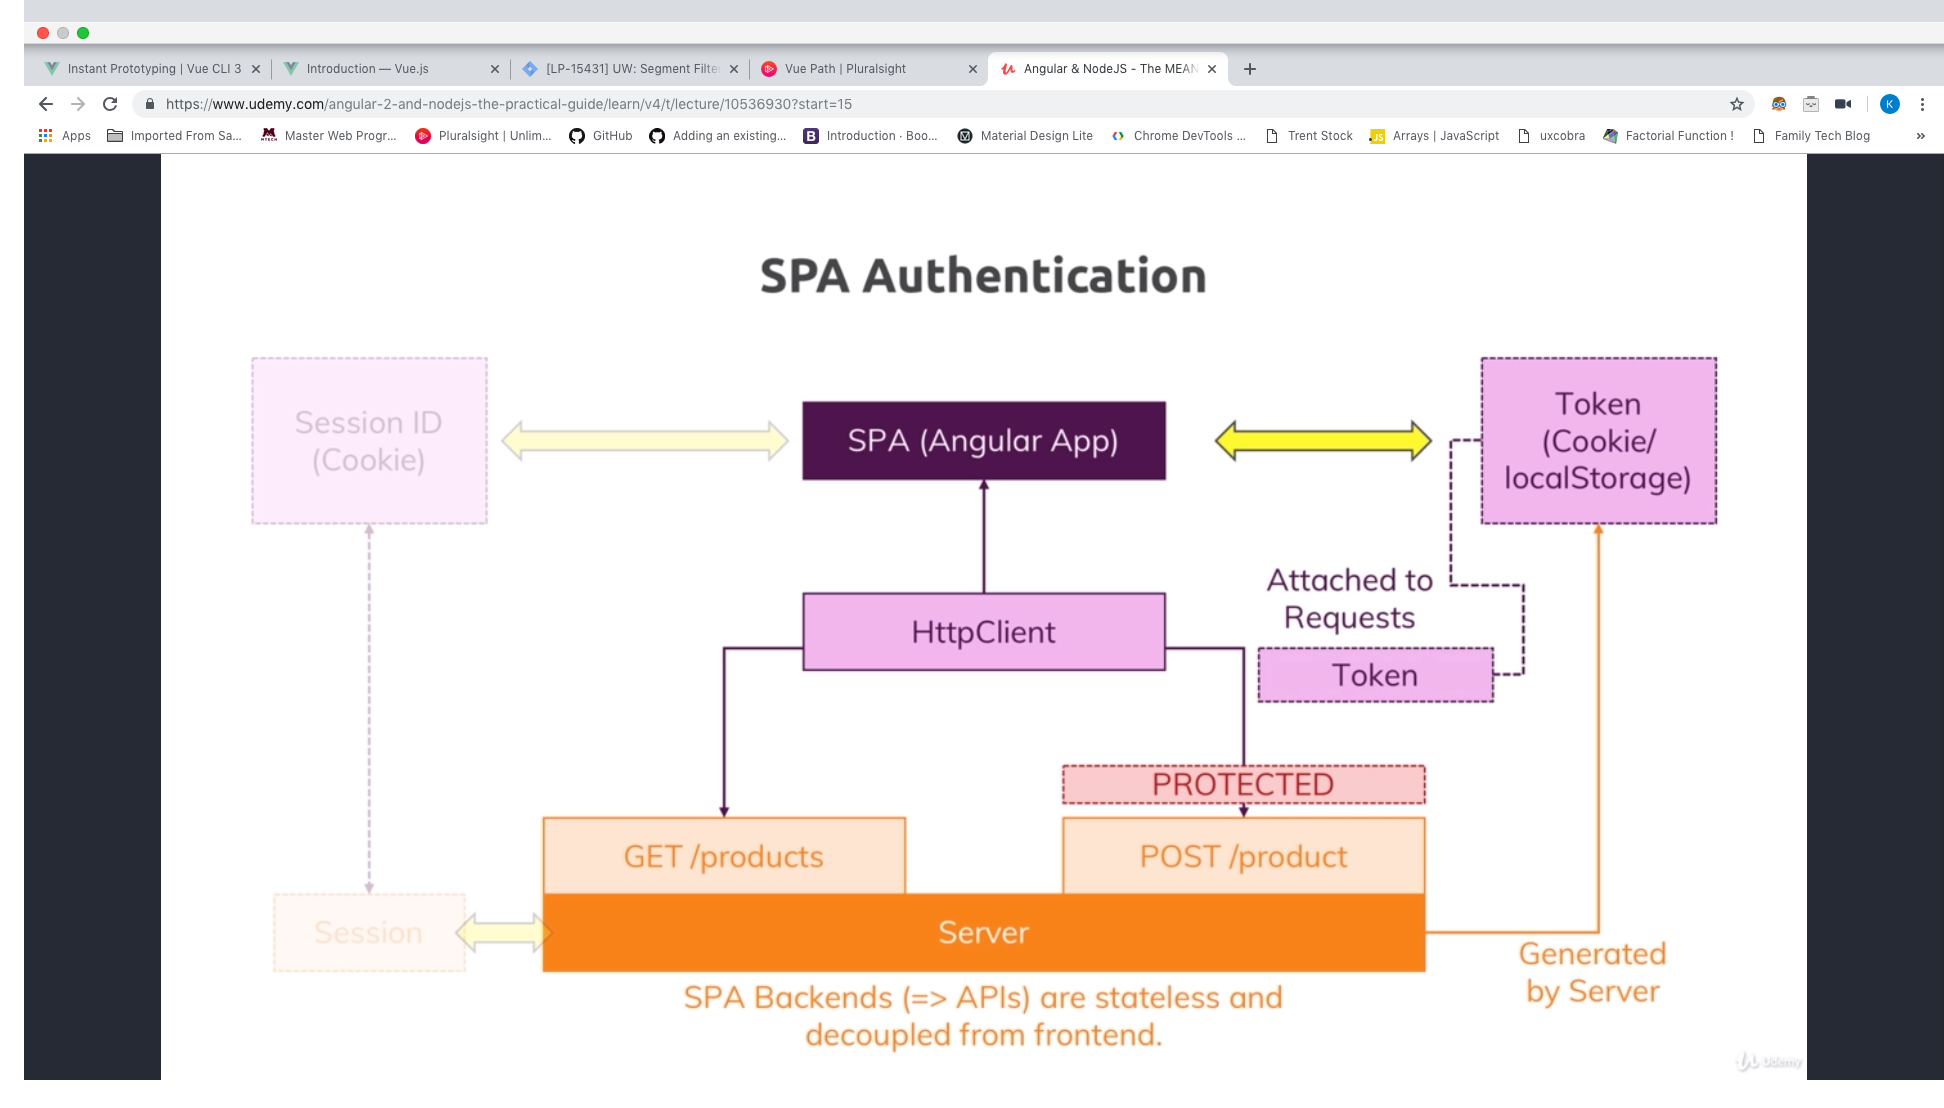 Instant Prototyping | Vue CLI 3
Introduction — Vue.js
[LP-15431] UW: Segment Filte
Vue Path | Pluralsight
Angular & NodeJS - The MEAN
https://www.udemy.com/angular-2-and-nodejs-the-practical-guide/learn/v4/t/lecture/10536930?start=15
K
Apps
Imported From Sa...
Master Web Progr...
Pluralsight | Unlim...
GitHub
Adding an existing...
Introduction · Boo...
Material Design Lite
Chrome DevTools ...
Trent Stock
Arrays | JavaScript
uxcobra
Factorial Function !
Family Tech Blog
»
SPA Authentication
Session ID
(Cookie)
SPA (Angular App)
Token
(Cookie/
localStorage)
Attached to
Requests
HttpClient
Token
PROTECTED
GET /products
POST /product
Session
Server
Generated
by Server
SPA Backends (=> APIs) are stateless and
decoupled from frontend.
Udemy